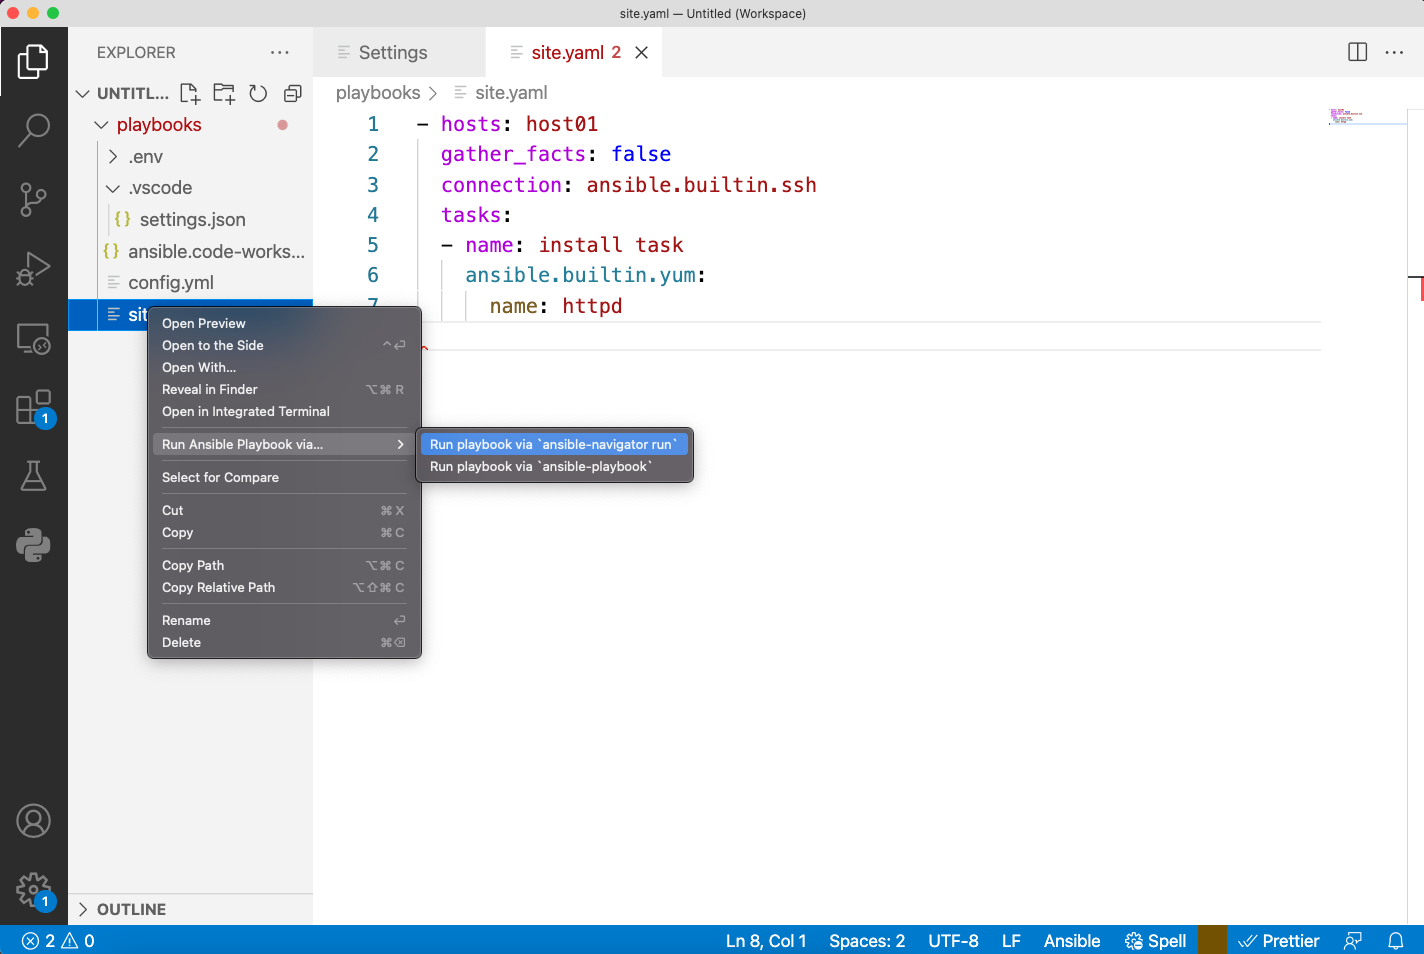 site.yaml — Untitled (Workspace)
EXPLORER
Settings
site.yaml 2
UNTITL...
playbooks
.env
.vscode
settings.json
ansible.code-works...
config.yml
sit
playbooks > site.yaml
1 - hosts: host01
2 gather_facts: false
3 connection: ansible.builtin.ssh
4 tasks:
5 - name: install task
6 ansible.builtin.yum:
7 name: httpd
Open Preview
Open to the Side ^⏎
Open With...
Reveal in Finder ⌥⌘ R
Open in Integrated Terminal
Run Ansible Playbook via... >
Run playbook via `ansible-navigator run`
Run playbook via `ansible-playbook`
Select for Compare
Cut ⌘ X
Copy ⌘ C
Copy Path ⌥⌘ C
Copy Relative Path ⌥⇧⌘ C
Rename ⏎
Delete ⌘⌫
1
1
OUTLINE
2 0 Ln 8, Col 1 Spaces: 2 UTF-8 LF Ansible Spell Prettier